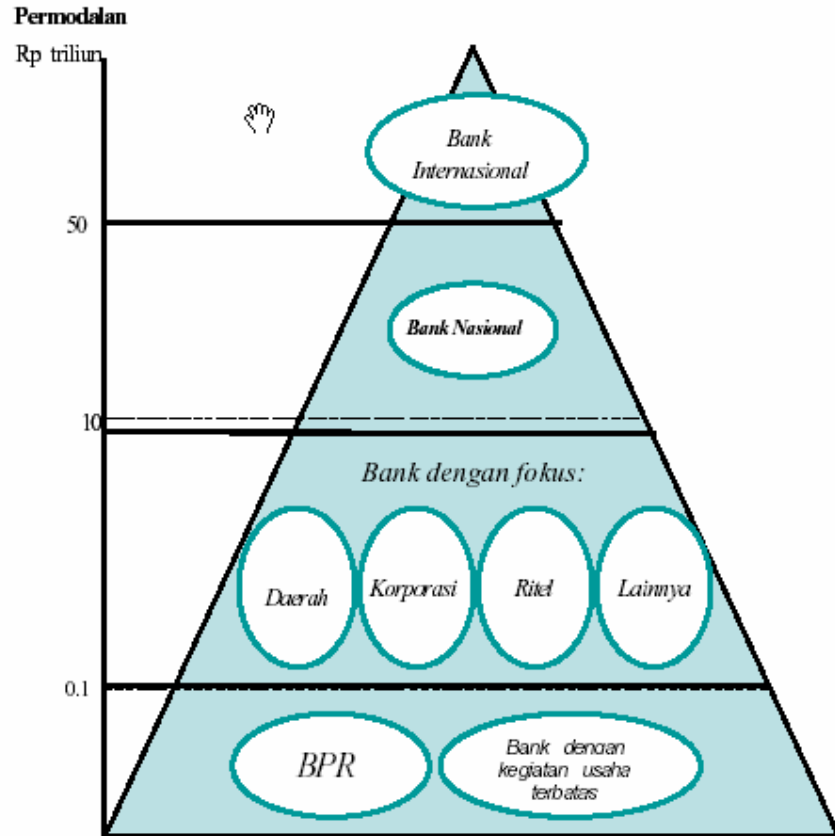 Permodalan
Rp triliun
Bank
Internasional
50
Bank Nasional
10
Bank dengan fokus:
Daerah
Korporasi
Ritel
Lainnya
0.1
BPR
Bank dengan
kegiatan usaha
terbatas